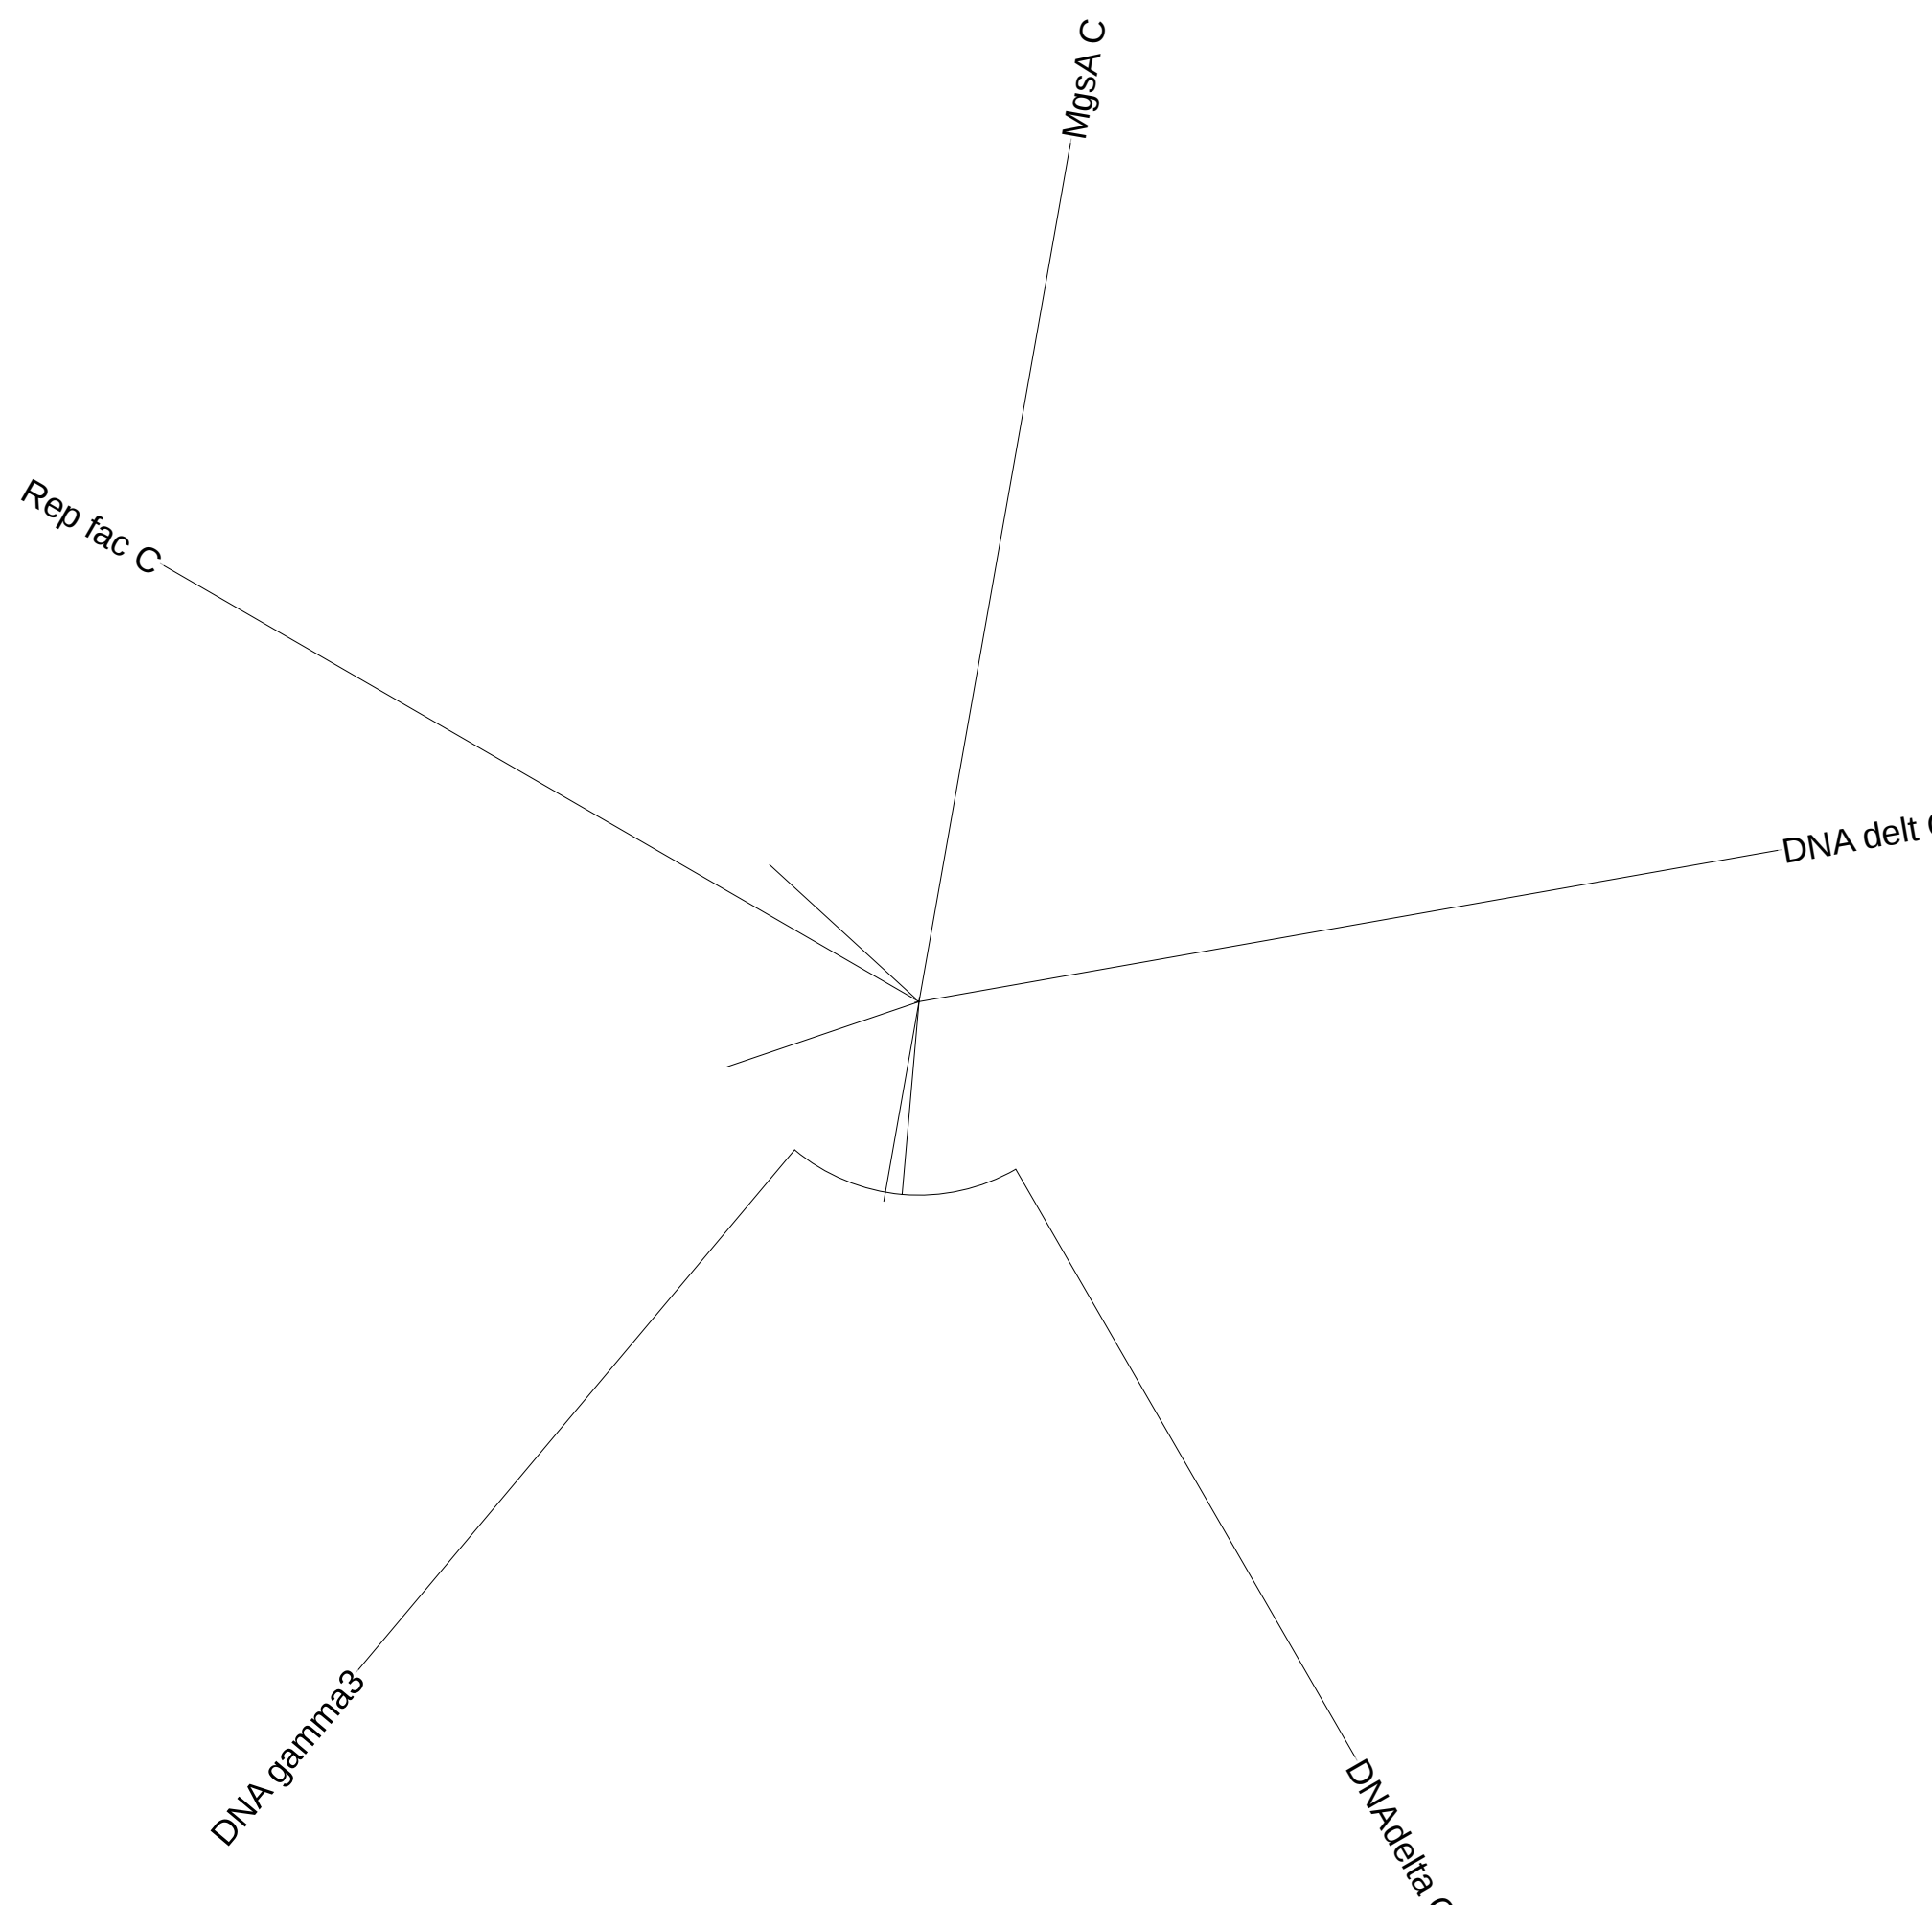 MgsA C
Rep fac C
DNA delt
DNA gamma3
DNAdelta